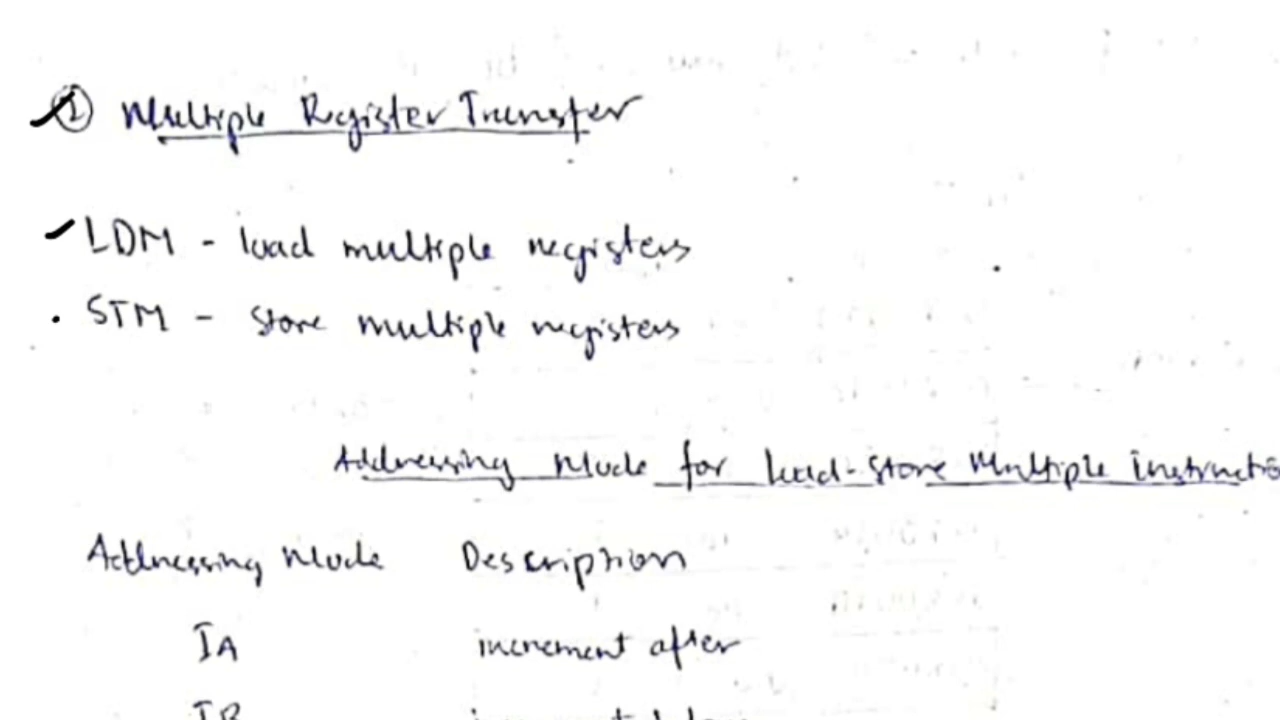 ① Multiple Register Transfer
LDM - load multiple registers
. STM - store multiple registers
Addressing Mode for load-store Multiple instructio
Addressing Mode Description
IA increment after
IB